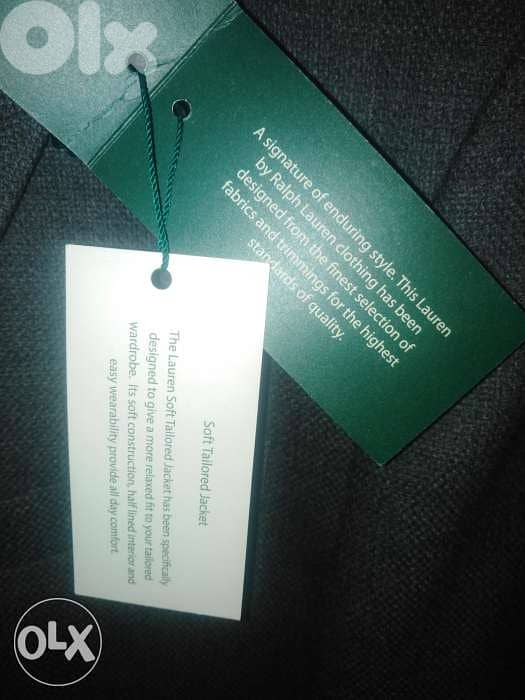 Olx
A signature of enduring style. This Lauren
by Ralph Lauren clothing has been
designed from the finest selection of
fabrics and trimmings for the highest
standards of quality.
Soft Tailored Jacket
The Lauren Soft Tailored Jacket has been specifically
designed to give a more relaxed fit to your tailored
wardrobe. Its soft construction, half lined interior and
easy wearability provide all day comfort.
OLX